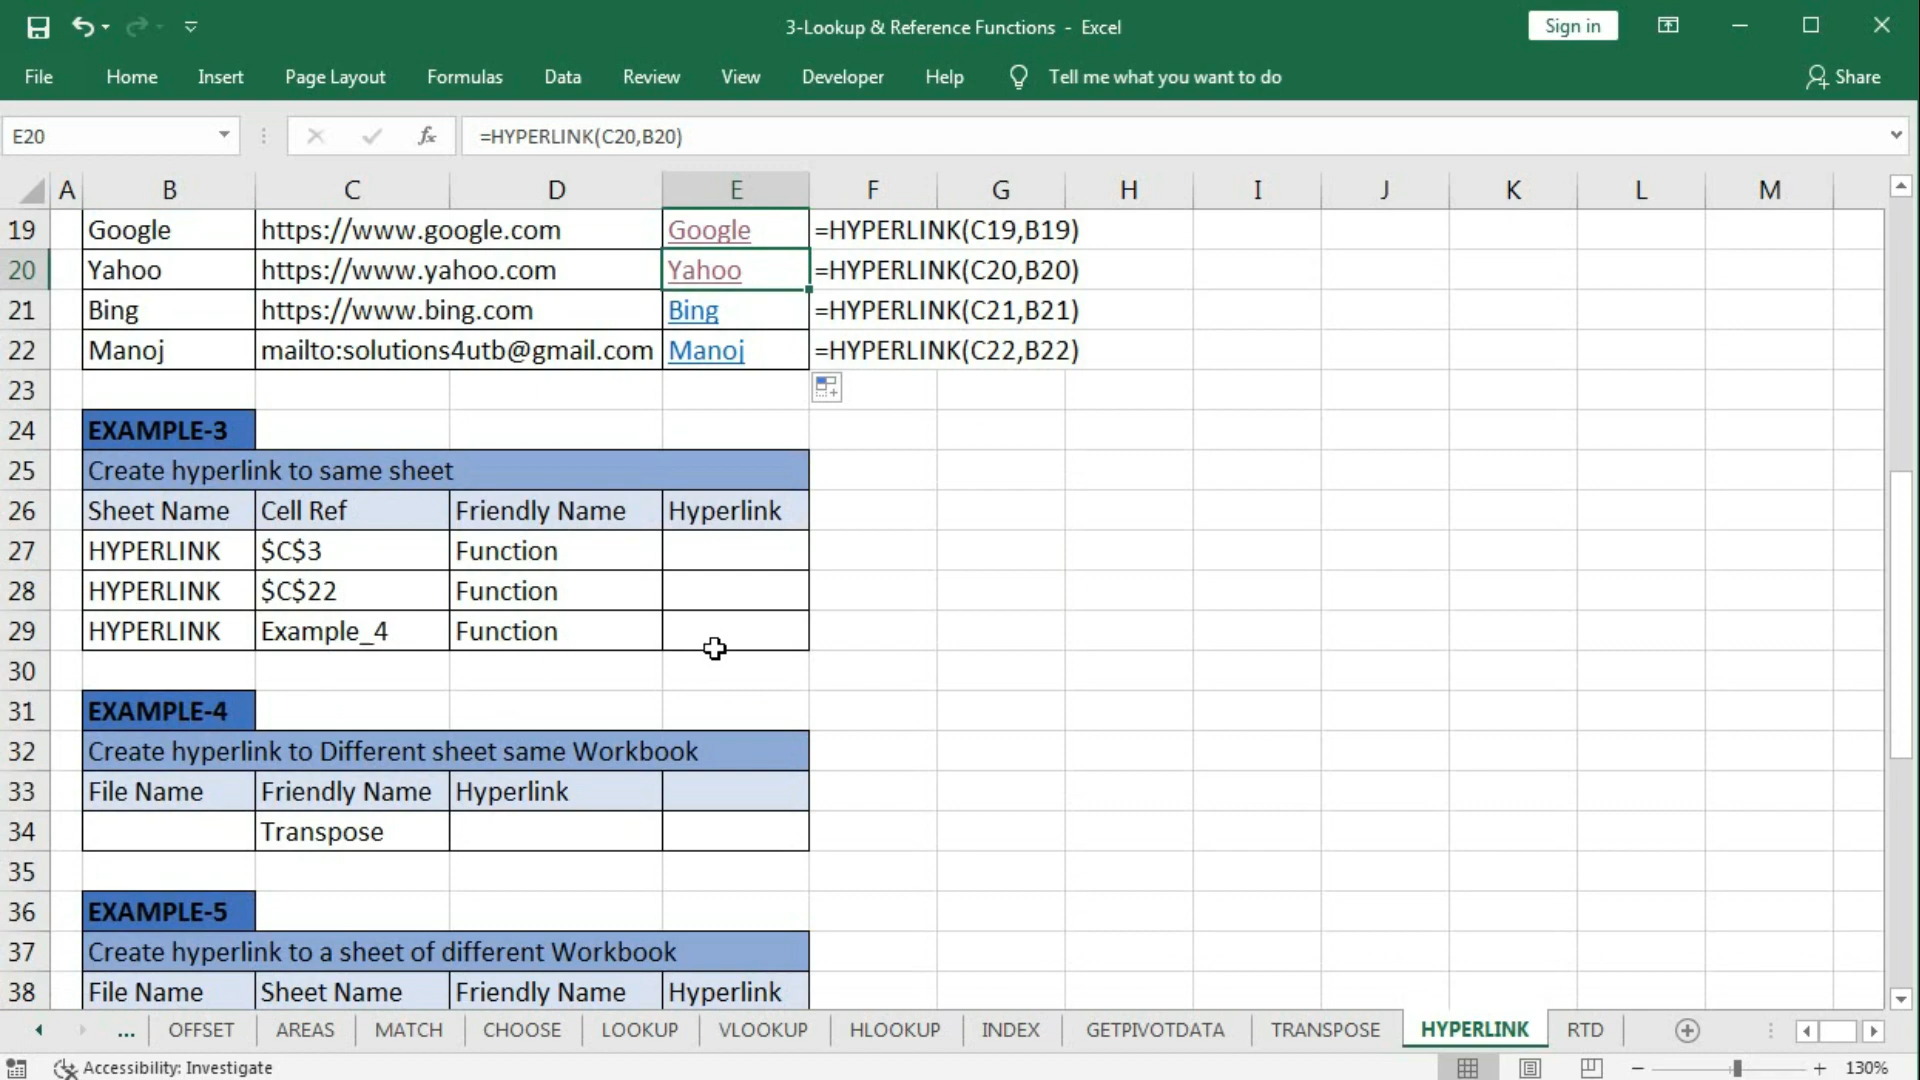 3-Lookup & Reference Functions - Excel
Sign in
File Home Insert Page Layout Formulas Data Review View Developer Help Tell me what you want to do Share
E20 fx =HYPERLINK(C20,B20)
A B C D E F G H I J K L M
19 Google https://www.google.com Google =HYPERLINK(C19,B19)
20 Yahoo https://www.yahoo.com Yahoo =HYPERLINK(C20,B20)
21 Bing https://www.bing.com Bing =HYPERLINK(C21,B21)
22 Manoj mailto:solutions4utb@gmail.com Manoj =HYPERLINK(C22,B22)
23
24 EXAMPLE-3
25 Create hyperlink to same sheet
26 Sheet Name Cell Ref Friendly Name Hyperlink
27 HYPERLINK $C$3 Function
28 HYPERLINK $C$22 Function
29 HYPERLINK Example_4 Function
30
31 EXAMPLE-4
32 Create hyperlink to Different sheet same Workbook
33 File Name Friendly Name Hyperlink
34 Transpose
35
36 EXAMPLE-5
37 Create hyperlink to a sheet of different Workbook
38 File Name Sheet Name Friendly Name Hyperlink
... OFFSET AREAS MATCH CHOOSE LOOKUP VLOOKUP HLOOKUP INDEX GETPIVOTDATA TRANSPOSE HYPERLINK RTD
Accessibility: Investigate 130%